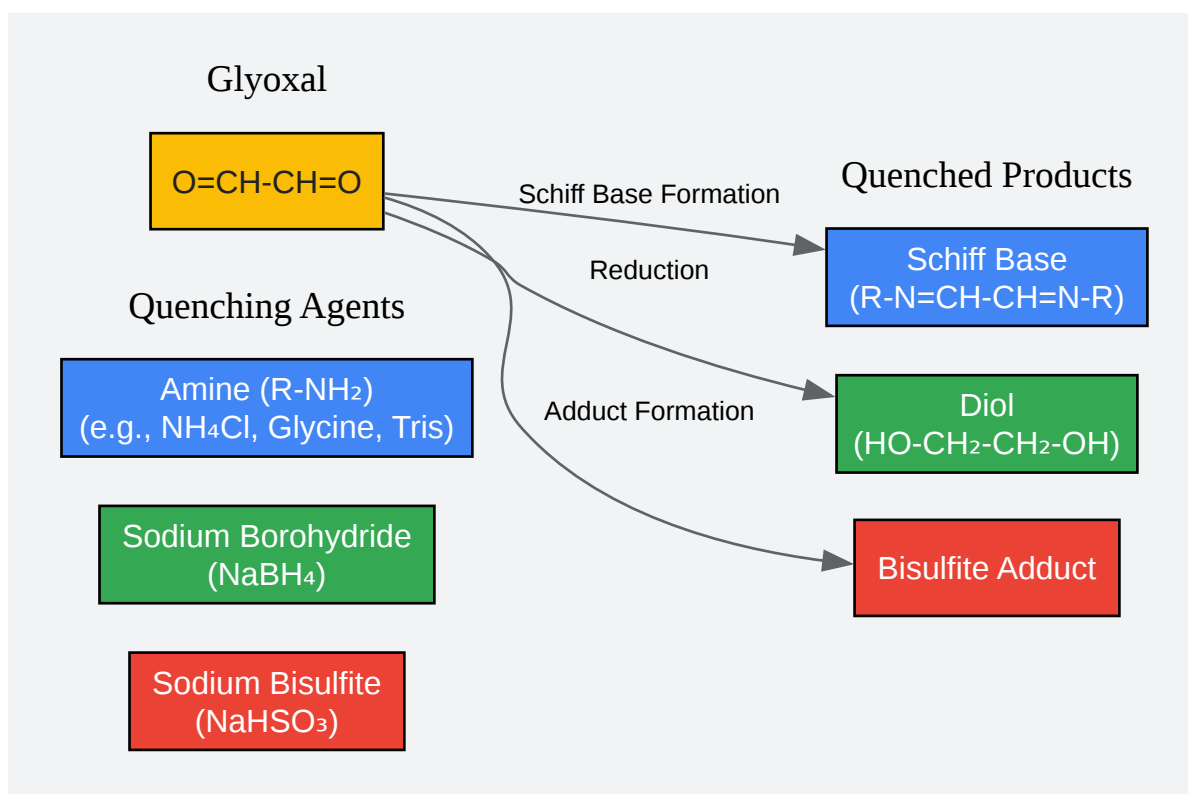 Glyoxal
O=CH-CH=O
Quenching Agents
Amine (R-NH₂)
(e.g., NH₄Cl, Glycine, Tris)
Sodium Borohydride
(NaBH₄)
Sodium Bisulfite
(NaHSO₃)
Schiff Base Formation
Reduction
Adduct Formation
Quenched Products
Schiff Base
(R-N=CH-CH=N-R)
Diol
(HO-CH₂-CH₂-OH)
Bisulfite Adduct